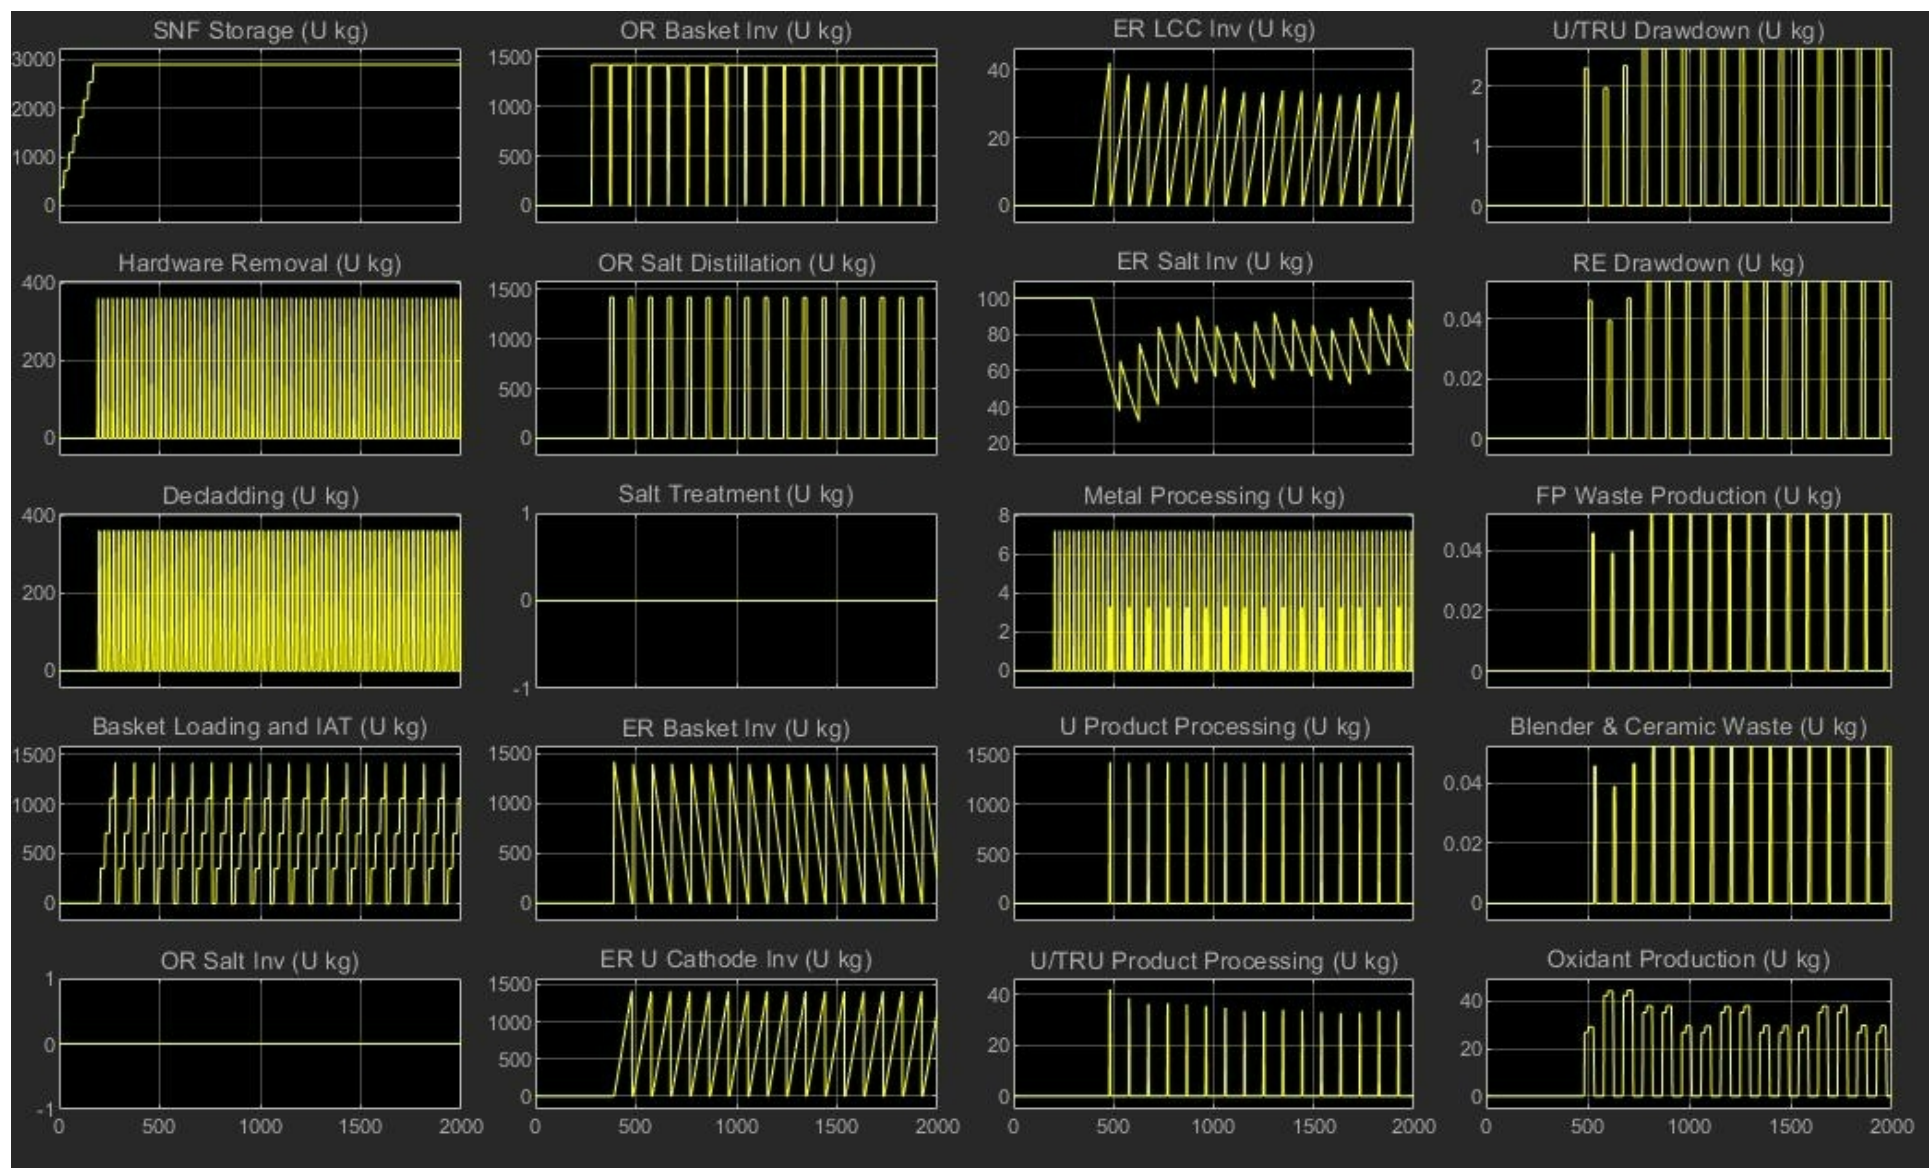 SNF Storage (U kg)
3000
2000
1000
0
OR Basket Inv (U kg)
1500
1000
500
0
ER LCC Inv (U kg)
40
20
0
U/TRU Drawdown (U kg)
2
1
0
Hardware Removal (U kg)
400
200
0
OR Salt Distillation (U kg)
1500
1000
500
0
ER Salt Inv (U kg)
100
80
60
40
20
RE Drawdown (U kg)
0.04
0.02
0
Decladding (U kg)
400
200
0
Salt Treatment (U kg)
1
0
-1
Metal Processing (U kg)
8
6
4
2
0
FP Waste Production (U kg)
0.04
0.02
0
Basket Loading and IAT (U kg)
1500
1000
500
0
ER Basket Inv (U kg)
1500
1000
500
0
U Product Processing (U kg)
1500
1000
500
0
Blender & Ceramic Waste (U kg)
0.04
0.02
0
OR Salt Inv (U kg)
1
0
-1
0 500 1000 1500 2000
ER U Cathode Inv (U kg)
1500
1000
500
0
0 500 1000 1500 2000
U/TRU Product Processing (U kg)
40
20
0
0 500 1000 1500 2000
Oxidant Production (U kg)
40
20
0
0 500 1000 1500 2000